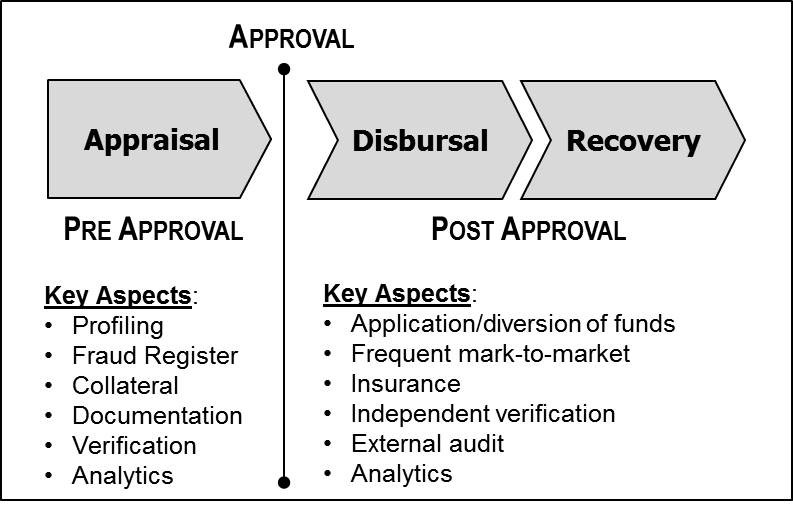 APPROVAL
Appraisal
Disbursal
Recovery
PRE APPROVAL
POST APPROVAL
Key Aspects:
• Profiling
• Fraud Register
• Collateral
• Documentation
• Verification
• Analytics
Key Aspects:
• Application/diversion of funds
• Frequent mark-to-market
• Insurance
• Independent verification
• External audit
• Analytics